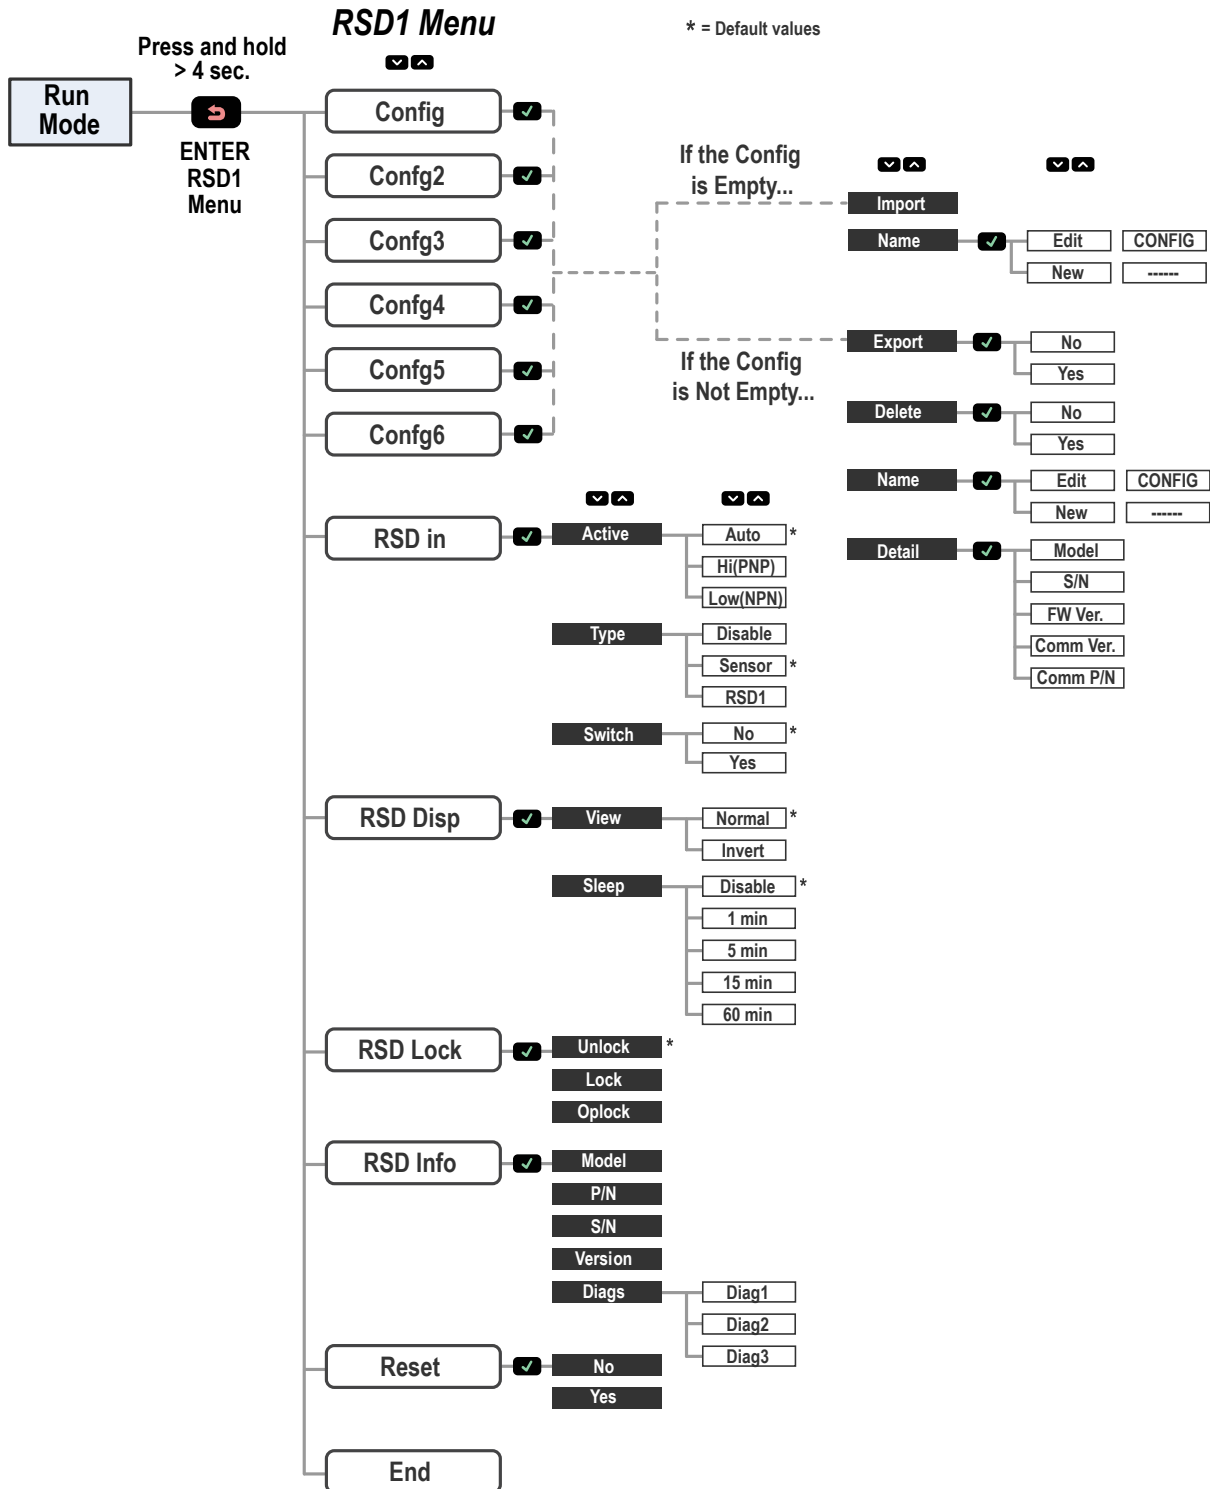 RSD1 Menu
* = Default values
Press and hold
> 4 sec.
Run
Mode
ENTER
RSD1
Menu
Config
Confg2
Confg3
Confg4
Confg5
Confg6
If the Config
is Empty...
Import
Name
Edit
CONFIG
New
------
If the Config
is Not Empty...
Export
No
Yes
Delete
No
Yes
Name
Edit
CONFIG
New
------
Detail
Model
S/N
FW Ver.
Comm Ver.
Comm P/N
RSD in
Active
Auto *
Hi(PNP)
Low(NPN)
Type
Disable
Sensor *
RSD1
Switch
No *
Yes
RSD Disp
View
Normal *
Invert
Sleep
Disable *
1 min
5 min
15 min
60 min
RSD Lock
Unlock *
Lock
Oplock
RSD Info
Model
P/N
S/N
Version
Diags
Diag1
Diag2
Diag3
Reset
No
Yes
End